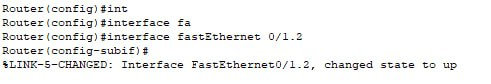 Router(config)#int
Router(config)#interface fa
Router(config)#interface fastEthernet 0/1.2
Router(config-subif)#
%LINK-5-CHANGED: Interface FastEthernet0/1.2, changed state to up